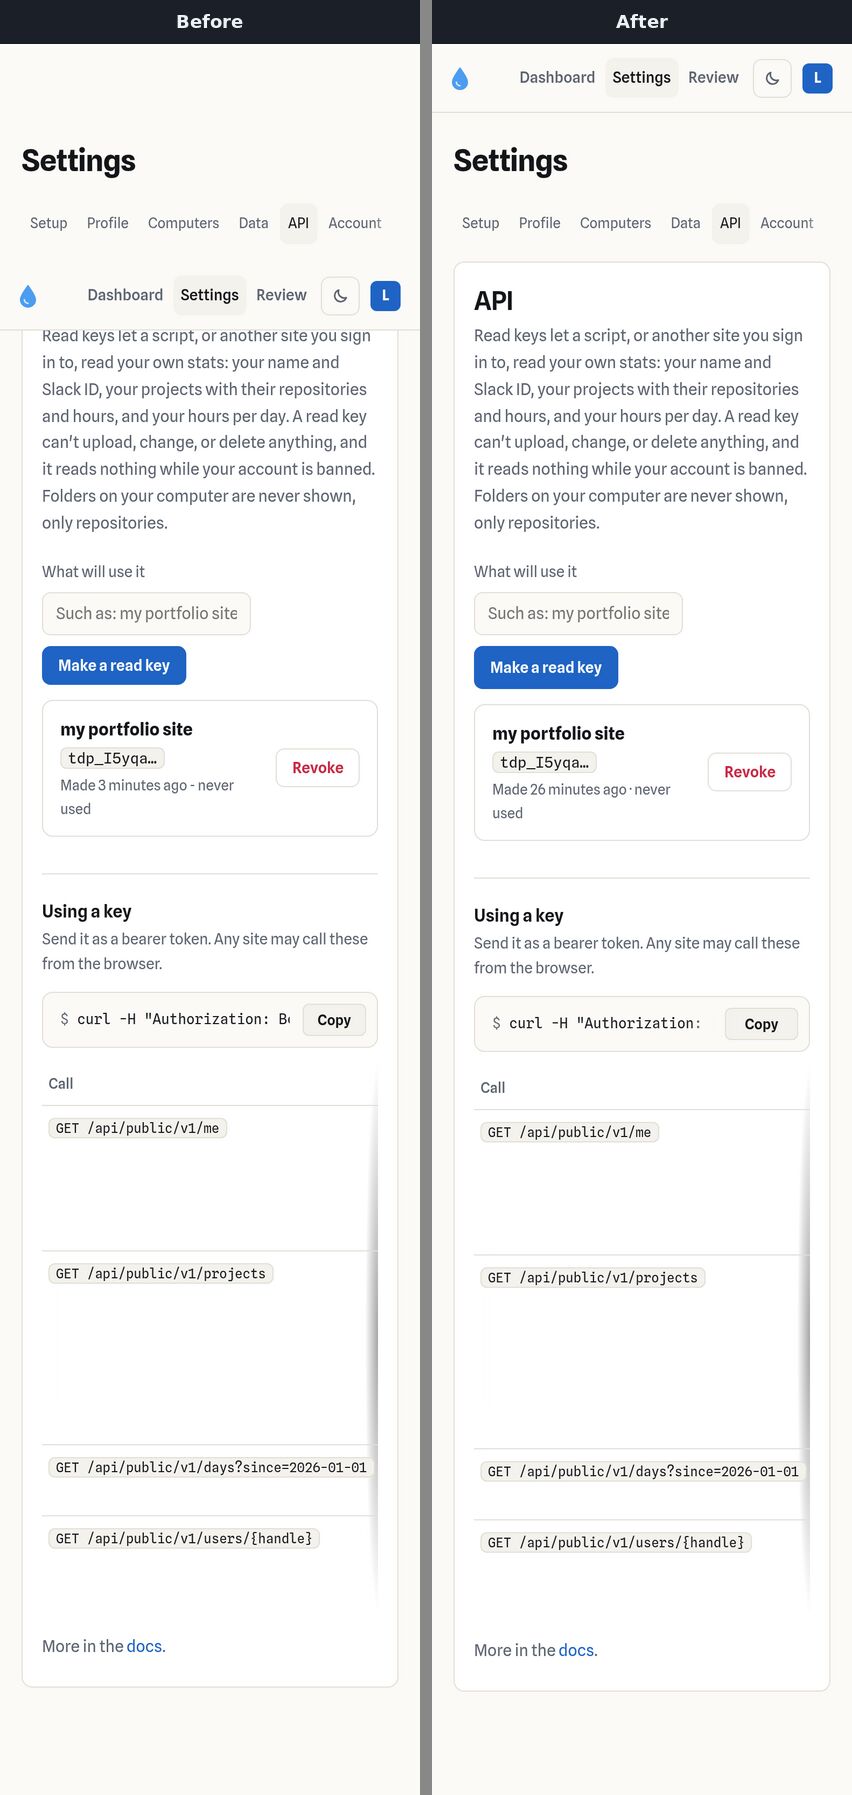 Before
Settings
Setup Profile Computers Data API Account
Dashboard Settings Review L
Read keys let a script, or another site you sign
in to, read your own stats: your name and
Slack ID, your projects with their repositories
and hours, and your hours per day. A read key
can't upload, change, or delete anything, and
it reads nothing while your account is banned.
Folders on your computer are never shown,
only repositories.
What will use it
Such as: my portfolio site
Make a read key
my portfolio site
tdp_I5yqa…
Made 3 minutes ago - never
used
Revoke
Using a key
Send it as a bearer token. Any site may call these
from the browser.
$ curl -H "Authorization: Be
Copy
Call
GET /api/public/v1/me
GET /api/public/v1/projects
GET /api/public/v1/days?since=2026-01-01
GET /api/public/v1/users/{handle}
More in the docs.
After
Dashboard Settings Review L
Settings
Setup Profile Computers Data API Account
API
Read keys let a script, or another site you sign
in to, read your own stats: your name and
Slack ID, your projects with their repositories
and hours, and your hours per day. A read key
can't upload, change, or delete anything, and
it reads nothing while your account is banned.
Folders on your computer are never shown,
only repositories.
What will use it
Such as: my portfolio site
Make a read key
my portfolio site
tdp_I5yqa…
Made 26 minutes ago · never
used
Revoke
Using a key
Send it as a bearer token. Any site may call these
from the browser.
$ curl -H "Authorization:
Copy
Call
GET /api/public/v1/me
GET /api/public/v1/projects
GET /api/public/v1/days?since=2026-01-01
GET /api/public/v1/users/{handle}
More in the docs.